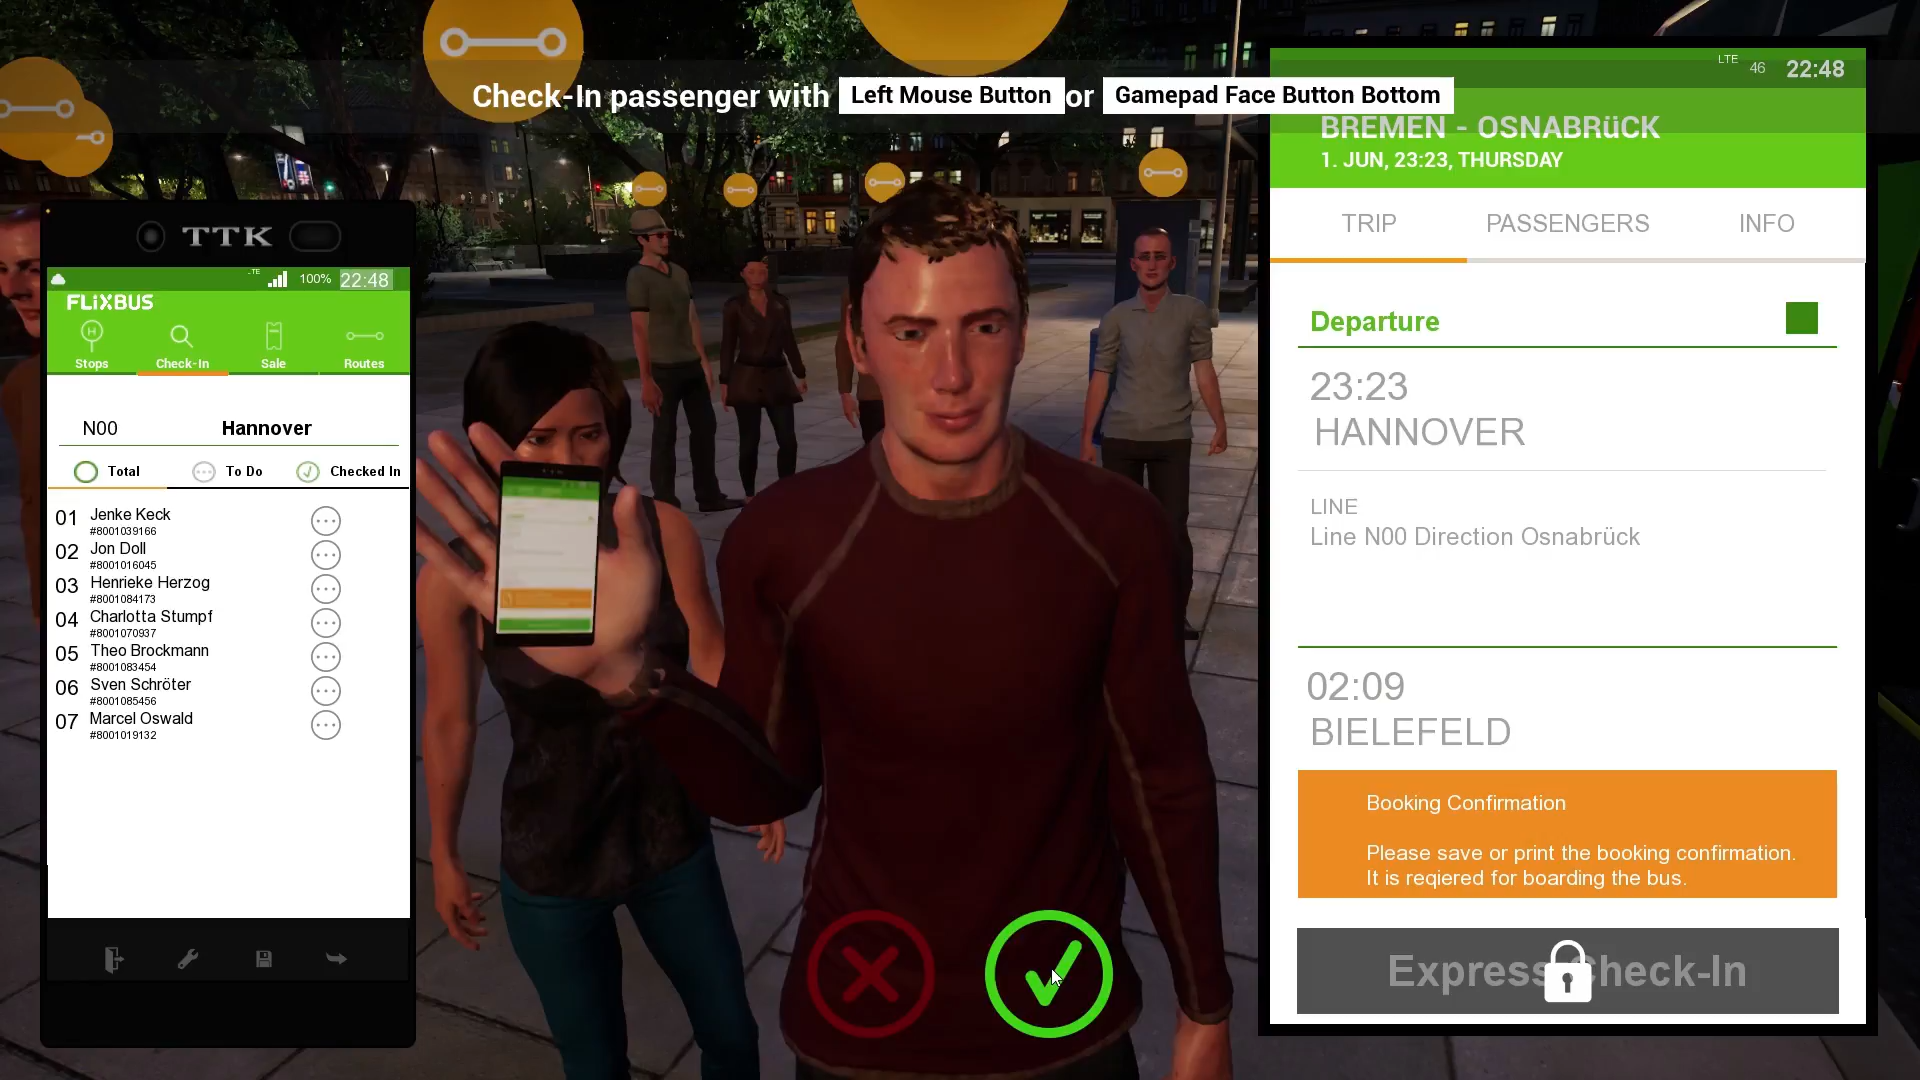 Check-In passenger with Left Mouse Button or Gamepad Face Button Bottom
TTK
LTE 100% 22:48
FLiXBUS
Stops Check-In Sale Routes
N00 Hannover
Total To Do Checked In
01 Jenke Keck
#8001039166
02 Jon Doll
#8001016045
03 Henrieke Herzog
#8001084173
04 Charlotta Stumpf
#8001070937
05 Theo Brockmann
#8001083454
06 Sven Schröter
#8001085456
07 Marcel Oswald
#8001019132
LTE 46 22:48
BREMEN - OSNABRüCK
1. JUN, 23:23, THURSDAY
TRIP PASSENGERS INFO
Departure
23:23
HANNOVER
LINE
Line N00 Direction Osnabrück
02:09
BIELEFELD
Booking Confirmation
Please save or print the booking confirmation.
It is reqiered for boarding the bus.
Express Check-In